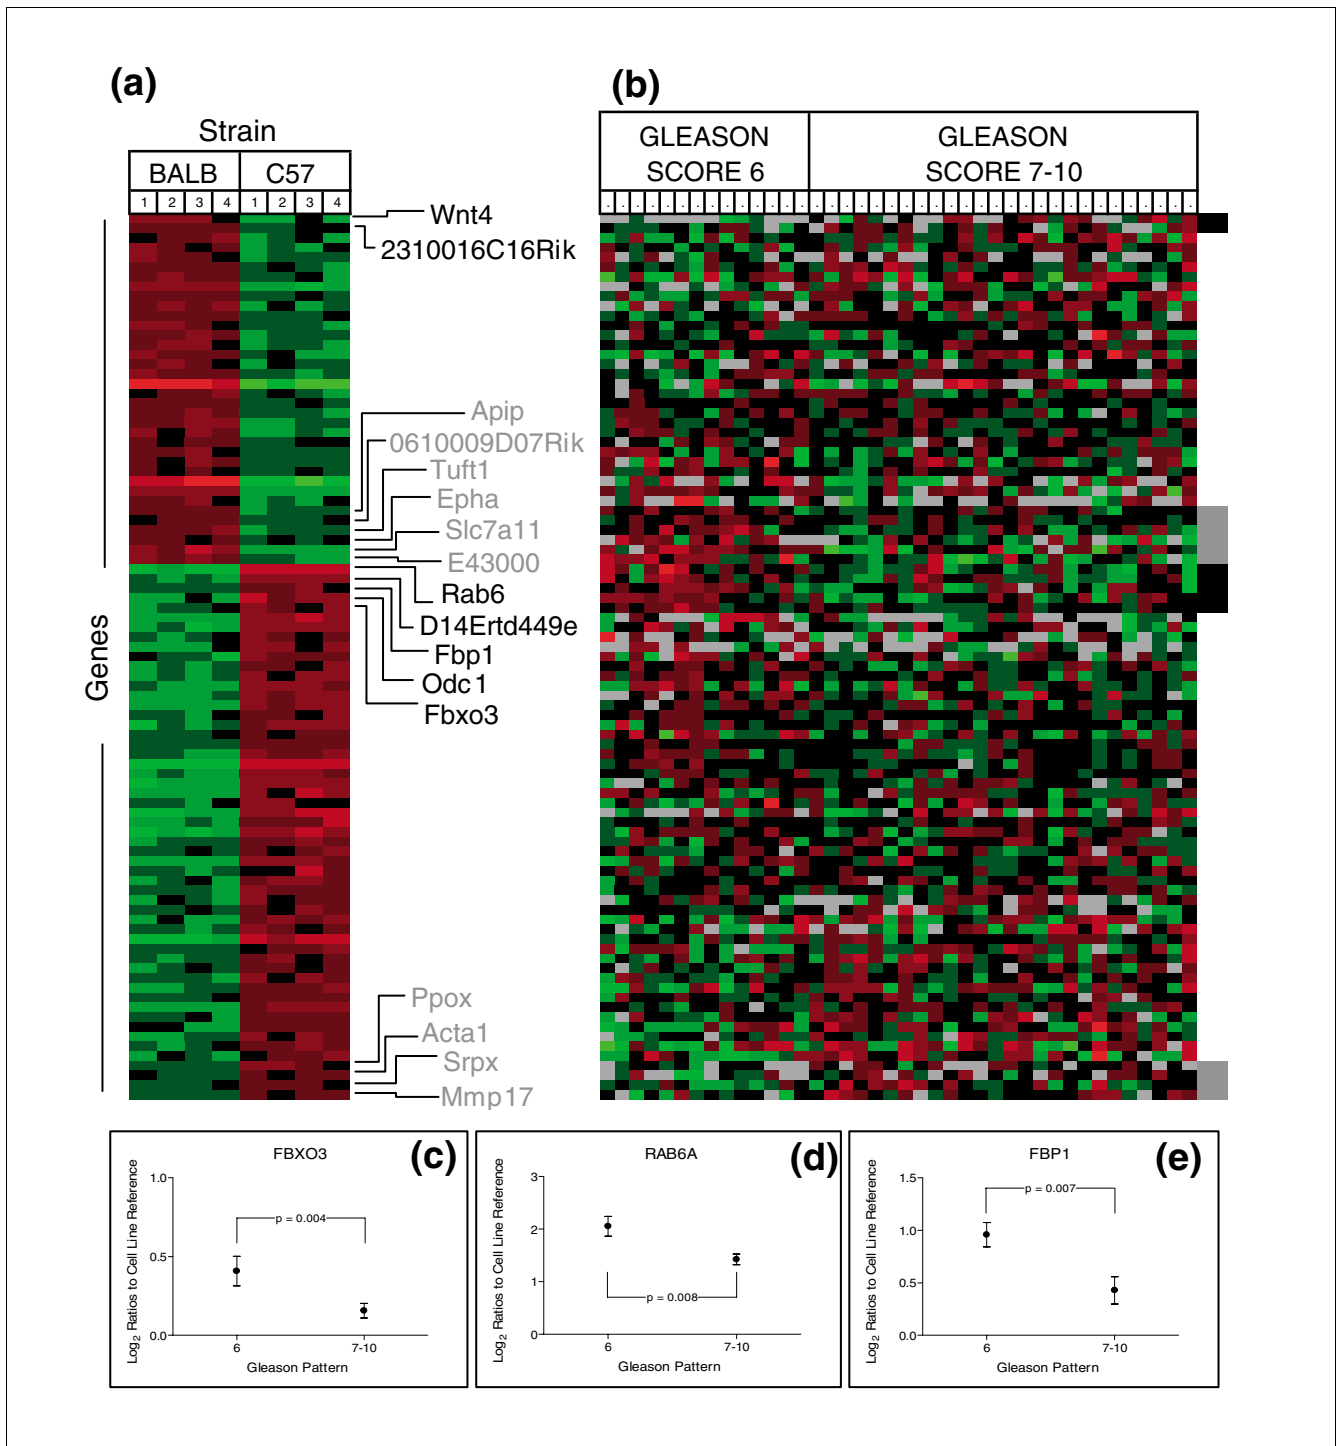 (a)
Strain
BALB C57
1 2 3 4 1 2 3 4
Wnt4
2310016C16Rik
Apip
0610009D07Rik
Tuft1
Epha
Slc7a11
E43000
Rab6
D14Ertd449e
Fbp1
Odc1
Fbxo3
Genes
Ppox
Acta1
Srpx
Mmp17
(b)
GLEASON SCORE 6
GLEASON SCORE 7-10
(c)
FBXO3
Log2 Ratios to Cell Line Reference
1.0
0.5
0.0
p = 0.004
6 7-10
Gleason Pattern
(d)
RAB6A
Log2 Ratios to Cell Line Reference
3
2
1
0
p = 0.008
6 7-10
Gleason Pattern
(e)
FBP1
Log2 Ratios to Cell Line Reference
1.5
1.0
0.5
0.0
p = 0.007
6 7-10
Gleason Pattern